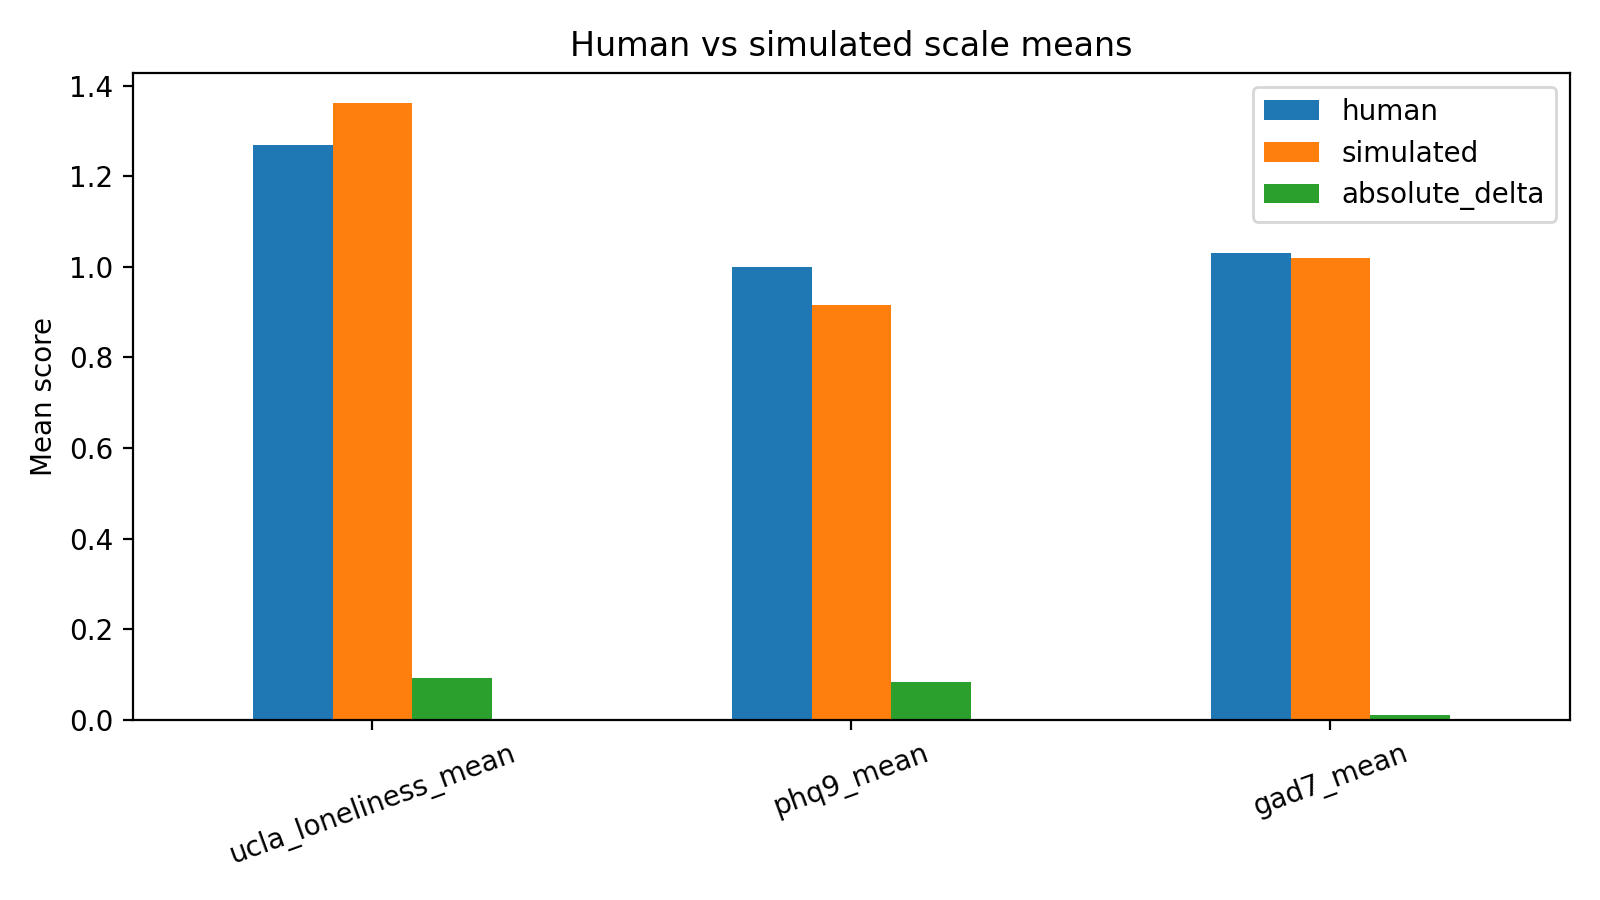 Human vs simulated scale means
1.4
1.2
1.0
0.8
0.6
0.4
0.2
0.0
Mean score
human
simulated
absolute_delta
ucla_loneliness_mean
phq9_mean
gad7_mean